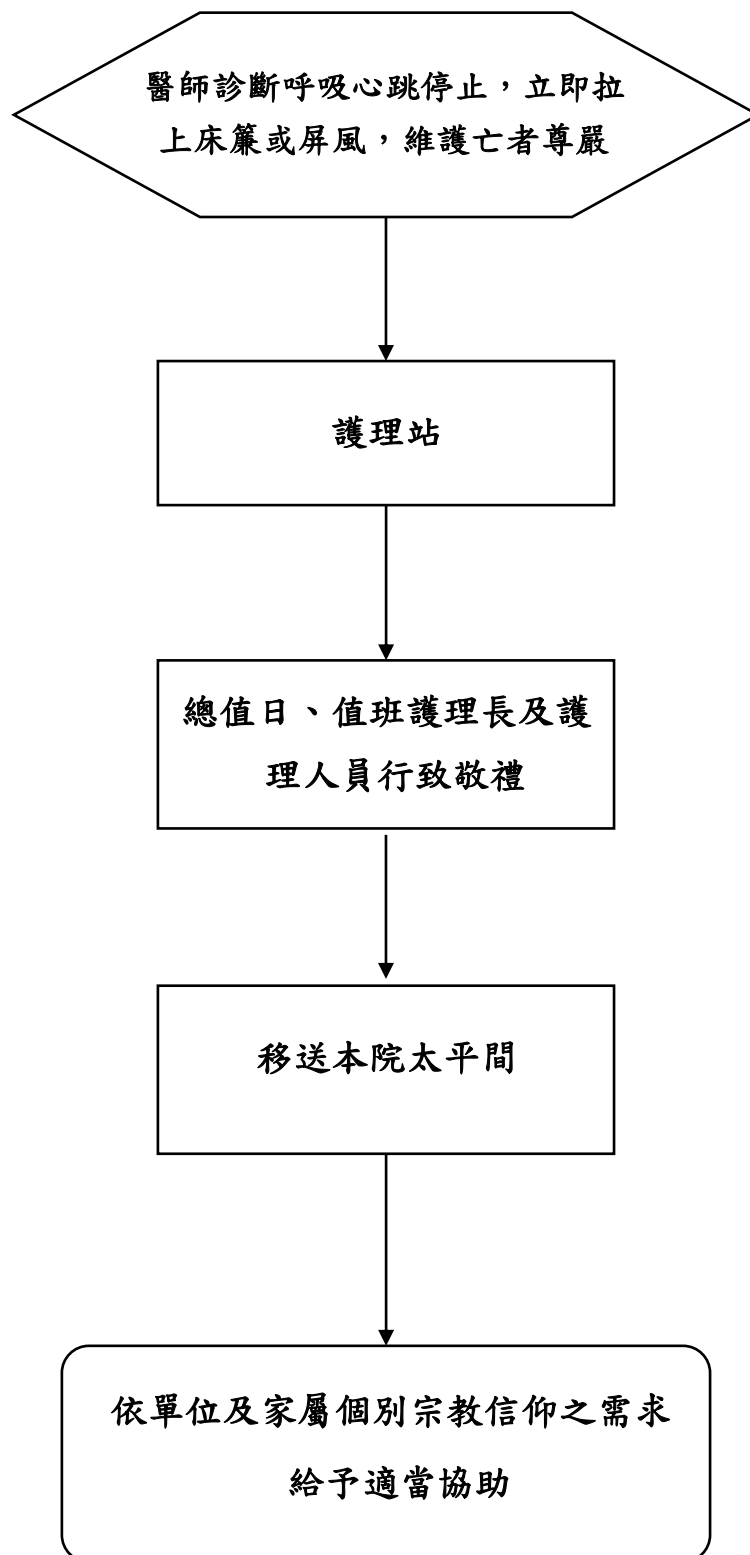 醫師診斷呼吸心跳停止，立即拉
上床簾或屏風，維護亡者尊嚴
護理站
總值日、值班護理長及護
理人員行致敬禮
移送本院太平間
依單位及家屬個別宗教信仰之需求
給予適當協助